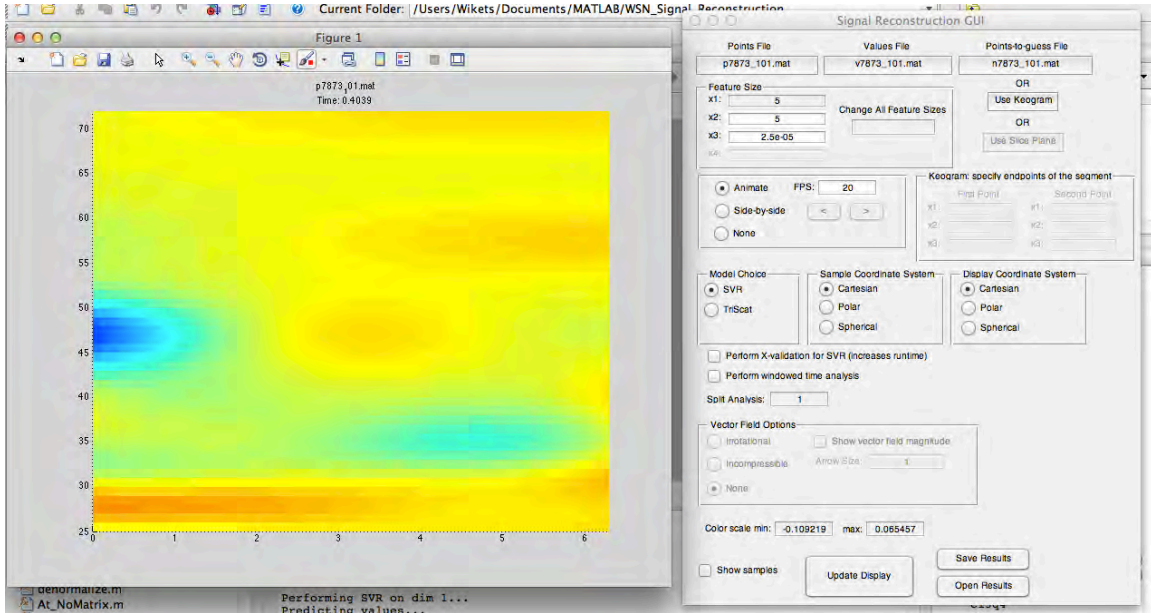 Current Folder: /Users/Wikets/Documents/MATLAB/WSN_Signal_Reconstruction
Figure 1
p7873_101.mat
Time: 0.4039
70
65
60
55
50
45
40
35
30
25
0 1 2 3 4 5 6
denormalize.m
At_NoMatrix.m
Performing SVR on dim 1...
Predicting values...
Signal Reconstruction GUI
Points File Values File Points-to-guess File
p7873_101.mat v7873_101.mat n7873_101.mat
OR
Use Keogram
OR
Use Slice Plane
Feature Size
x1: 5
x2: 5
x3: 2.5e-05
x4:
Change All Feature Sizes
Animate FPS: 20
Side-by-side < >
None
Keogram: specify endpoints of the segment
First Point Second Point
x1: x1:
x2: x2:
x3: x3:
Model Choice Sample Coordinate System Display Coordinate System
SVR Cartesian Cartesian
TriScat Polar Polar
Spherical Spherical
Perform X-validation for SVR (increases runtime)
Perform windowed time analysis
Split Analysis: 1
Vector Field Options
Irrotational Show vector field magnitude
Incompressible Arrow Size 1
None
Color scale min: -0.109219 max: 0.065457
Show samples Update Display Save Results
Open Results